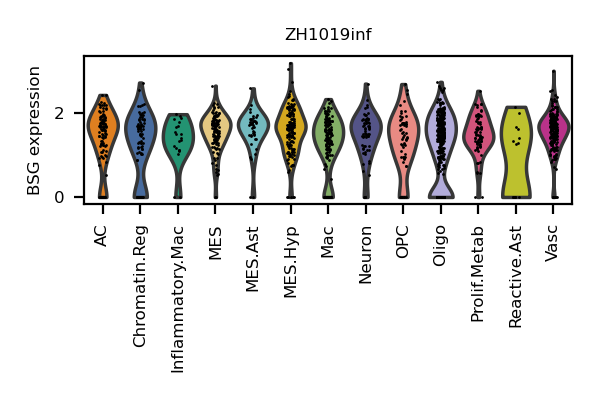 ZH1019inf
BSG expression
2
0
AC
Chromatin.Reg
Inflammatory.Mac
MES
MES.Ast
MES.Hyp
Mac
Neuron
OPC
Oligo
Prolif.Metab
Reactive.Ast
Vasc